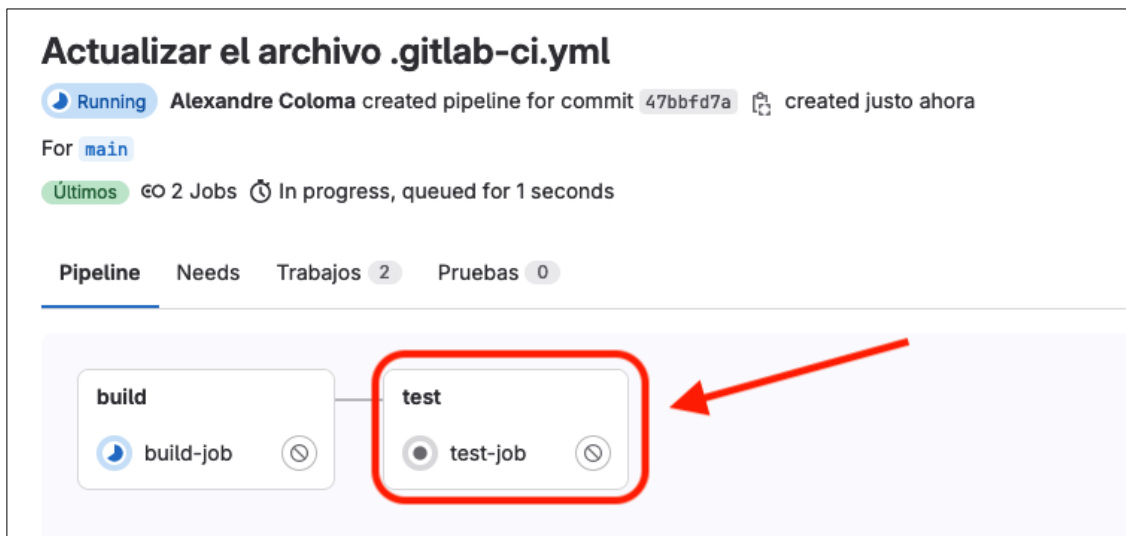 Actualizar el archivo .gitlab-ci.yml
Running Alexandre Coloma created pipeline for commit 47bbfd7a created justo ahora
For main
Últimos 2 Jobs In progress, queued for 1 seconds
Pipeline Needs Trabajos 2 Pruebas 0
build test
build-job test-job